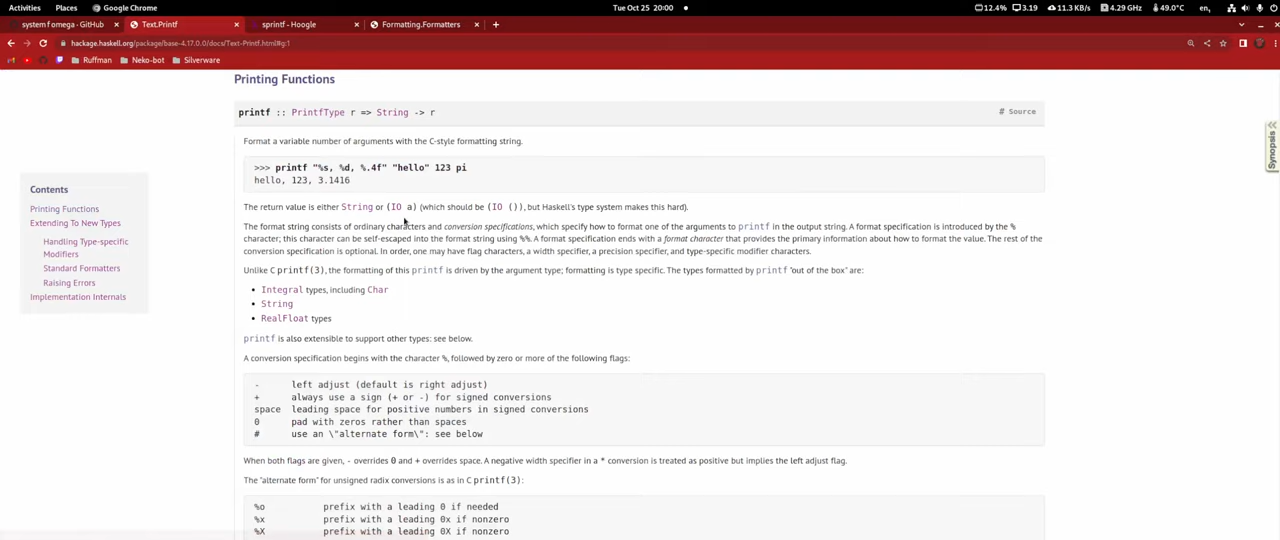 Activities Places Google Chrome Tue Oct 25 20:00 12.4% 3.19 11.3 KB/s 4.29 GHz 49.0°C en
system f omega - GitHub Text.Printf sprintf - Hoogle Formatting.Formatters
hackage.haskell.org/package/base-4.17.0.0/docs/Text-Printf.html#g:1
Ruffman Neko-bot Silverware
Printing Functions
printf :: PrintfType r => String -> r # Source
Format a variable number of arguments with the C-style formatting string.
>>> printf "%s, %d, %.4f" "hello" 123 pi
hello, 123, 3.1416
The return value is either String or (IO a) (which should be (IO ()), but Haskell's type system makes this hard).
The format string consists of ordinary characters and conversion specifications, which specify how to format one of the arguments to printf in the output string. A format specification is introduced by the %
character; this character can be self-escaped into the format string using %%. A format specification ends with a format character that provides the primary information about how to format the value. The rest of the
conversion specification is optional. In order, one may have flag characters, a width specifier, a precision specifier, and type-specific modifier characters.
Unlike C printf(3), the formatting of this printf is driven by the argument type; formatting is type specific. The types formatted by printf "out of the box" are:
• Integral types, including Char
• String
• RealFloat types
printf is also extensible to support other types: see below.
A conversion specification begins with the character %, followed by zero or more of the following flags:
- left adjust (default is right adjust)
+ always use a sign (+ or -) for signed conversions
space leading space for positive numbers in signed conversions
0 pad with zeros rather than spaces
# use an \"alternate form\": see below
When both flags are given, - overrides 0 and + overrides space. A negative width specifier in a * conversion is treated as positive but implies the left adjust flag.
The "alternate form" for unsigned radix conversions is as in C printf(3):
%o prefix with a leading 0 if needed
%x prefix with a leading 0x if nonzero
%X prefix with a leading 0X if nonzero
Contents
Printing Functions
Extending To New Types
Handling Type-specific
Modifiers
Standard Formatters
Raising Errors
Implementation Internals
Synopsis